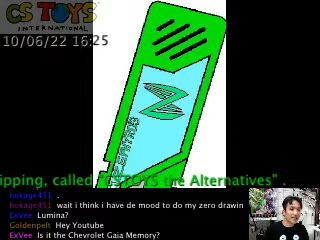 CS TOYS
INTERNATIONAL
10/06/22 16:25
ipping, called "CSTOYS the Alternatives" .
hokage451 .
hokage451 wait i think i have de mood to do my zero drawin
ExVee Lumina?
Goldenpelt Hey Youtube
ExVee Is it the Chevrolet Gaia Memory?